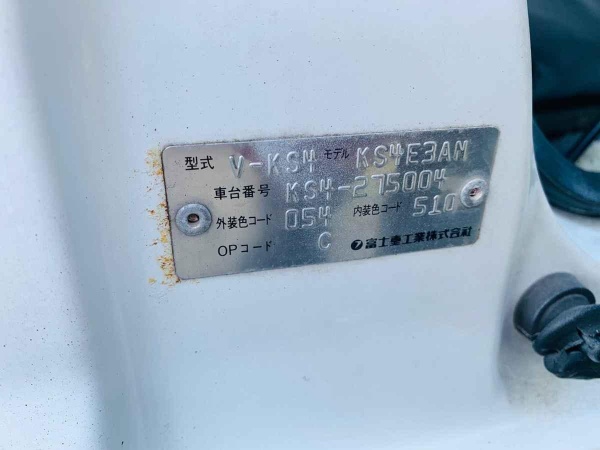 型式 V-KS4 モデル KS4E3AM
車台番号 KS4-275004
外装色コード 054 内装色コード 510
OPコード C 富士重工業株式会社